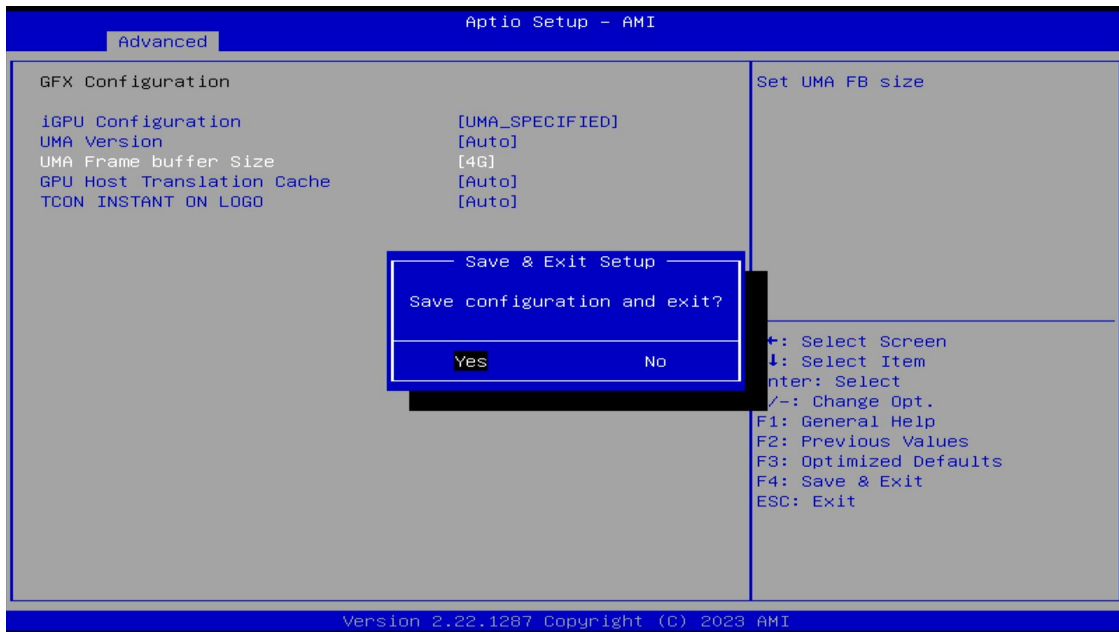 Aptio Setup – AMI
Advanced
GFX Configuration
iGPU Configuration [UMA_SPECIFIED]
UMA Version [Auto]
UMA Frame buffer Size [4G]
GPU Host Translation Cache [Auto]
TCON INSTANT ON LOGO [Auto]
Set UMA FB size
Save & Exit Setup
Save configuration and exit?
Yes No
←: Select Screen
↓: Select Item
nter: Select
/-: Change Opt.
F1: General Help
F2: Previous Values
F3: Optimized Defaults
F4: Save & Exit
ESC: Exit
Version 2.22.1287 Copyright (C) 2023 AMI